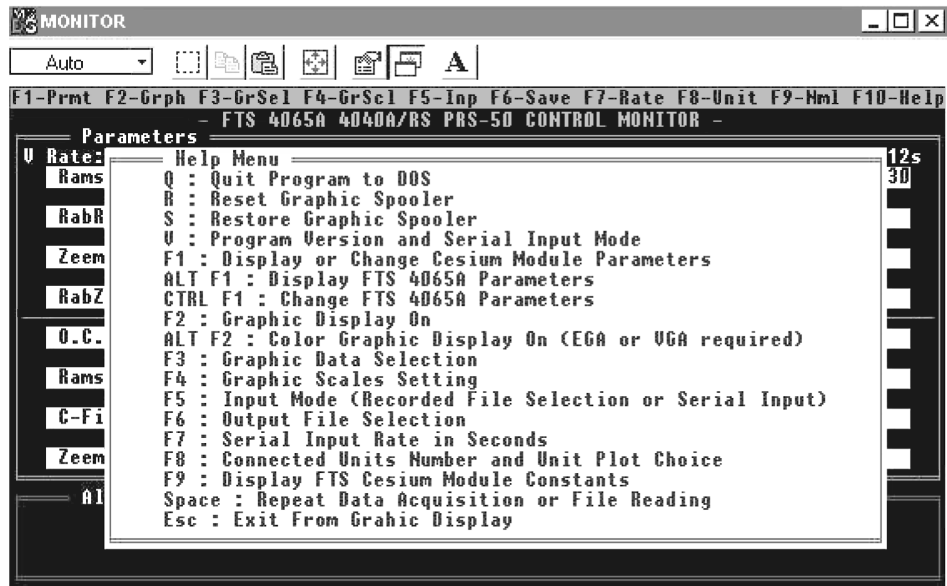 MONITOR
Auto
A
F1-Prmt F2-Grph F3-GrSel F4-GrScl F5-Inp F6-Save F7-Rate F8-Unit F9-Nml F10-Help
- FTS 4065A 4040A/RS PRS-50 CONTROL MONITOR -
Parameters
V Rate: 12s
Rams 30
RabR
Zeem
RabZ
O.C.
Rams
C-Fi
Zeem
Al
Help Menu
Q : Quit Program to DOS
R : Reset Graphic Spooler
S : Restore Graphic Spooler
V : Program Version and Serial Input Mode
F1 : Display or Change Cesium Module Parameters
ALT F1 : Display FTS 4065A Parameters
CTRL F1 : Change FTS 4065A Parameters
F2 : Graphic Display On
ALT F2 : Color Graphic Display On (EGA or VGA required)
F3 : Graphic Data Selection
F4 : Graphic Scales Setting
F5 : Input Mode (Recorded File Selection or Serial Input)
F6 : Output File Selection
F7 : Serial Input Rate in Seconds
F8 : Connected Units Number and Unit Plot Choice
F9 : Display FTS Cesium Module Constants
Space : Repeat Data Acquisition or File Reading
Esc : Exit From Grahic Display